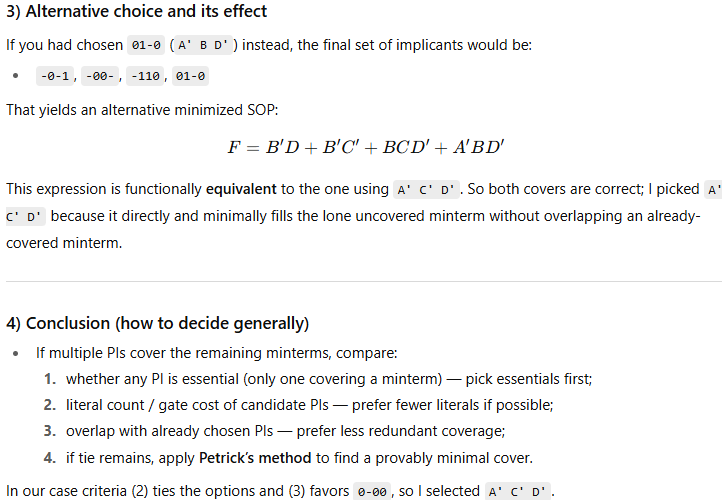 3) Alternative choice and its effect
If you had chosen 01-0 (A' B D') instead, the final set of implicants would be:
• -0-1, -00-, -110, 01-0
That yields an alternative minimized SOP:
F = B′D + B′C′ + BCD′ + A′BD′
This expression is functionally equivalent to the one using A' C' D'. So both covers are correct; I picked A'
C' D' because it directly and minimally fills the lone uncovered minterm without overlapping an already-
covered minterm.
4) Conclusion (how to decide generally)
• If multiple PIs cover the remaining minterms, compare:
1. whether any PI is essential (only one covering a minterm) — pick essentials first;
2. literal count / gate cost of candidate PIs — prefer fewer literals if possible;
3. overlap with already chosen PIs — prefer less redundant coverage;
4. if tie remains, apply Petrick's method to find a provably minimal cover.
In our case criteria (2) ties the options and (3) favors 0-00, so I selected A' C' D'.